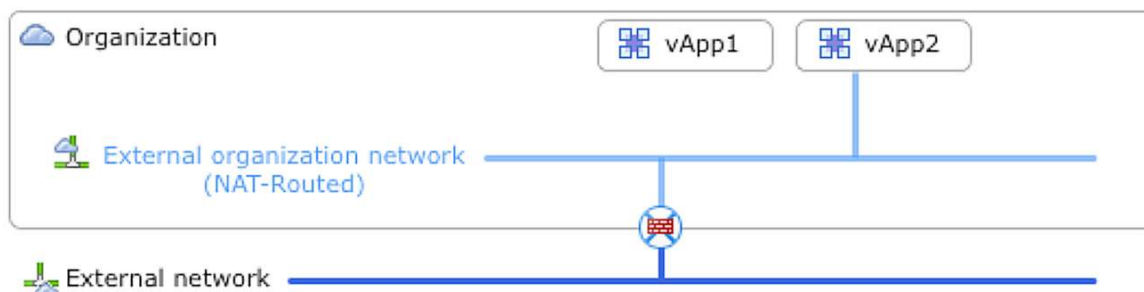 Organization
vApp1
vApp2
External organization network
(NAT-Routed)
External network